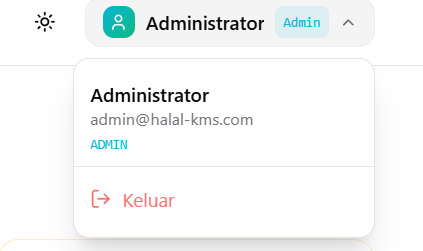 Administrator Admin
Administrator
admin@halal-kms.com
ADMIN
Keluar